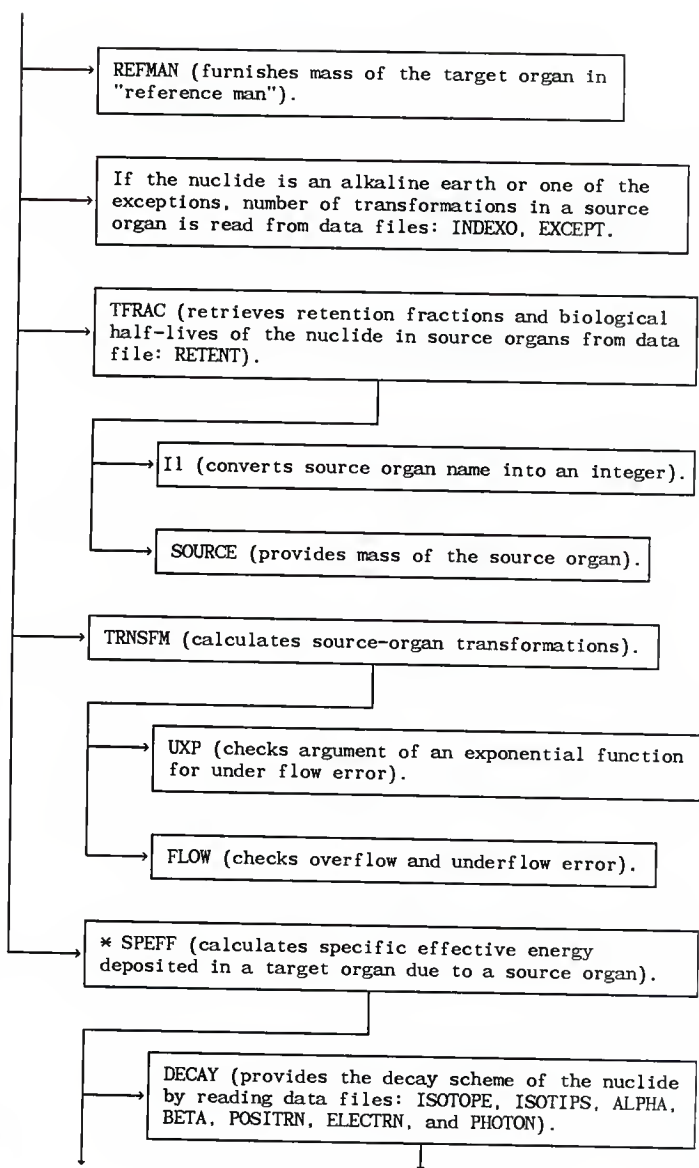 REFMAN (furnishes mass of the target organ in
"reference man").
If the nuclide is an alkaline earth or one of the
exceptions, number of transformations in a source
organ is read from data files: INDEXO, EXCEPT.
TFRAC (retrieves retention fractions and biological
half-lives of the nuclide in source organs from data
file: RETENT).
I1 (converts source organ name into an integer).
SOURCE (provides mass of the source organ).
TRNSFM (calculates source-organ transformations).
UXP (checks argument of an exponential function
for under flow error).
FLOW (checks overflow and underflow error).
* SPEFF (calculates specific effective energy
deposited in a target organ due to a source organ).
DECAY (provides the decay scheme of the nuclide
by reading data files: ISOTOPE, ISOTIPS, ALPHA,
BETA, POSITRN, ELECTRN, and PHOTON).